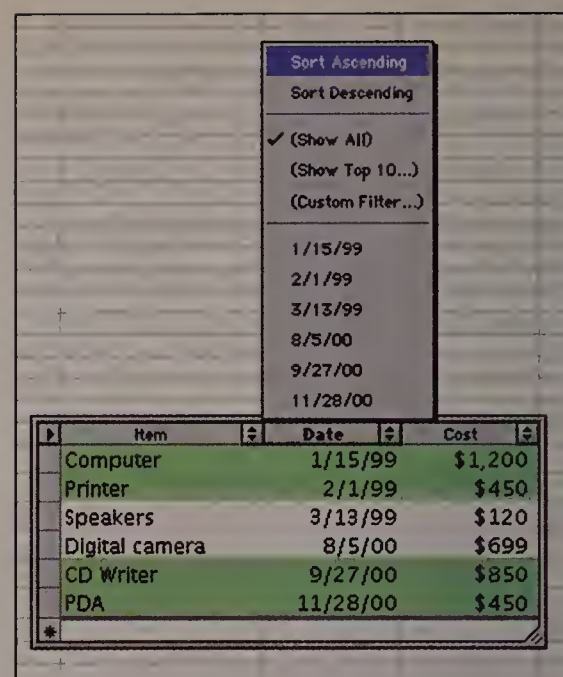 Sort Ascending
Sort Descending
✓ (Show All)
(Show Top 10...)
(Custom Filter...)
1/15/99
2/1/99
3/13/99
8/5/00
9/27/00
11/28/00
Item Date Cost
Computer 1/15/99 $1,200
Printer 2/1/99 $450
Speakers 3/13/99 $120
Digital camera 8/5/00 $699
CD Writer 9/27/00 $850
PDA 11/28/00 $450
*